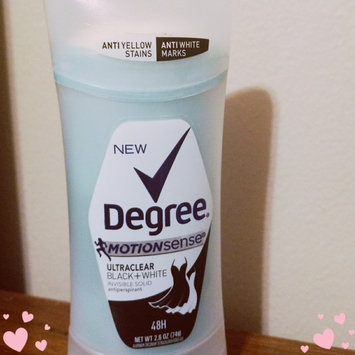 ANTI YELLOW STAINS
ANTI WHITE MARKS
NEW
Degree®
MOTIONsense
ULTRACLEAR
BLACK+WHITE
INVISIBLE SOLID
antiperspirant
48H
NET WT 2.6 OZ (74g)